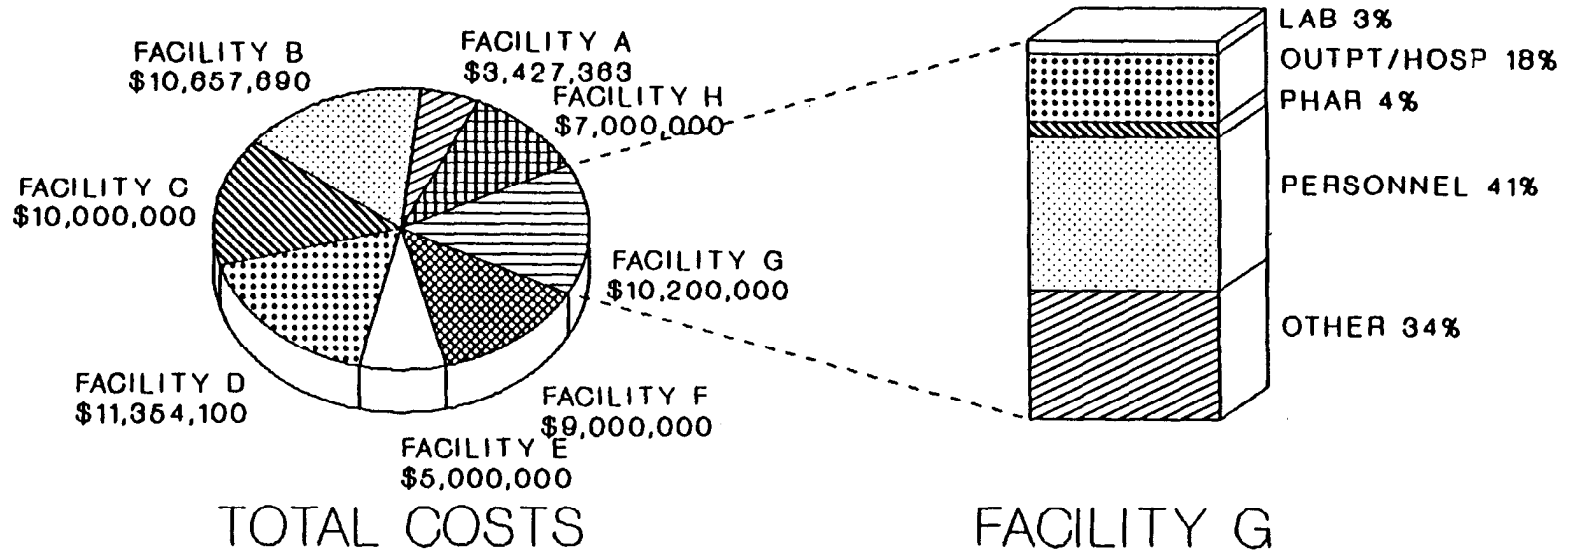 FACILITY B
$10,657,690
FACILITY A
$3,427,363
FACILITY H
$7,000,000
FACILITY C
$10,000,000
FACILITY G
$10,200,000
FACILITY D
$11,354,100
FACILITY F
$9,000,000
FACILITY E
$5,000,000
TOTAL COSTS
LAB 3%
OUTPT/HOSP 18%
PHAR 4%
PERSONNEL 41%
OTHER 34%
FACILITY G